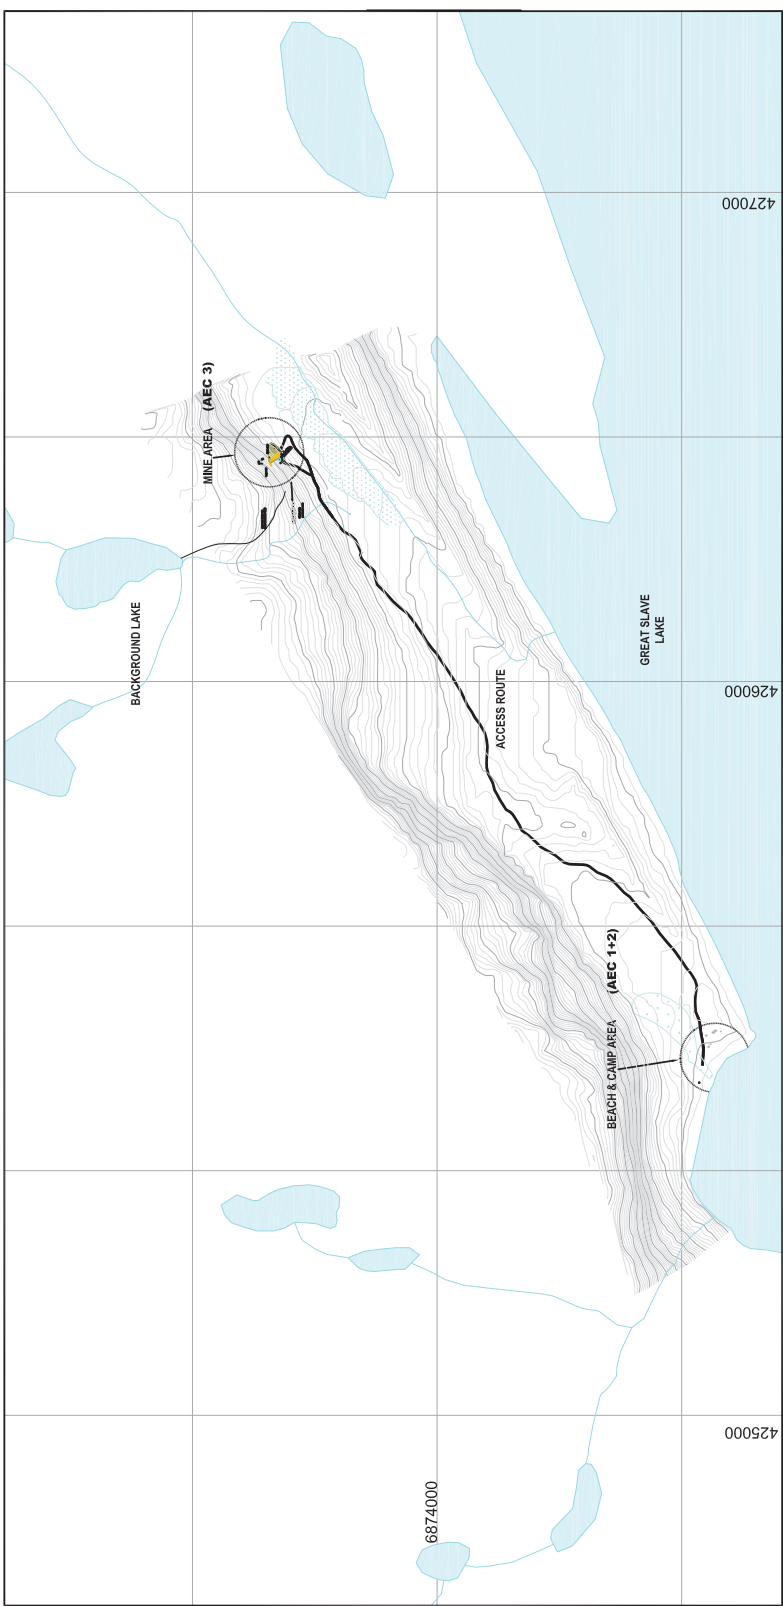 427000
MINE AREA (AEC 3)
BACKGROUND LAKE
GREAT SLAVE
LAKE
426000
ACCESS ROUTE
BEACH & CAMP AREA (AEC 1+2)
425000
6874000